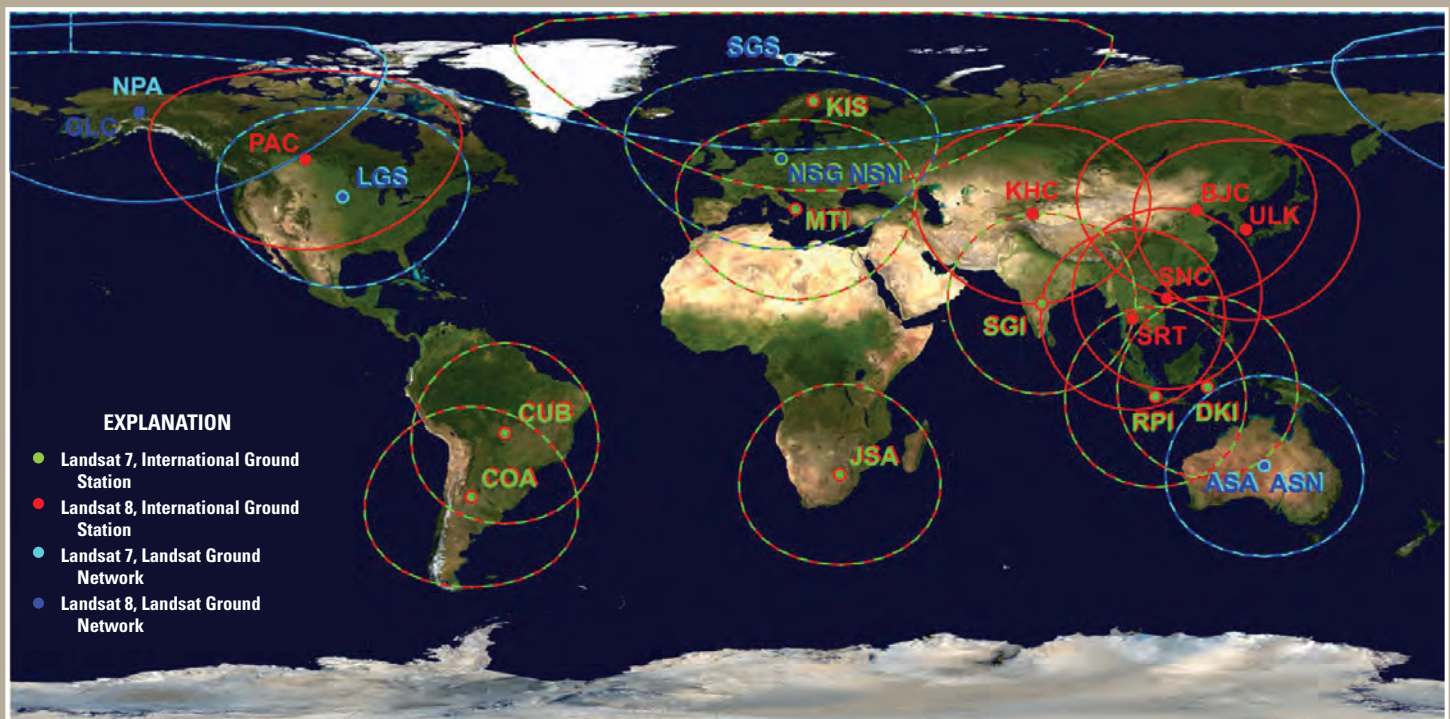 SGS
NPA
KIS
GLC
PAC
LGS
NSG NSN
KHC
BJC
MTI
ULK
SNC
SGI
SRT
EXPLANATION
CUB
RPI
DKI
Landsat 7, International Ground
Station
JSA
COA
ASA ASN
Landsat 8, International Ground
Station
Landsat 7, Landsat Ground
Network
Landsat 8, Landsat Ground
Network